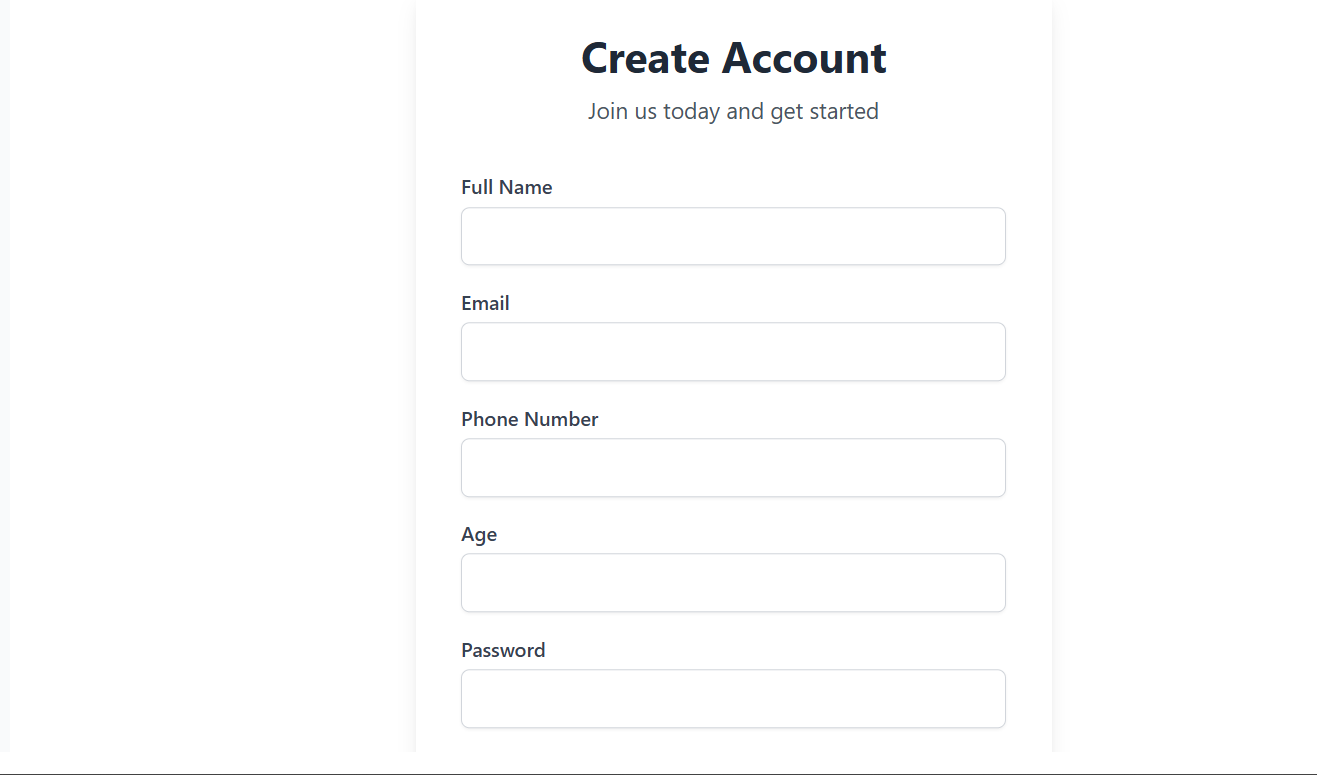 Create Account
Join us today and get started
Full Name
Email
Phone Number
Age
Password